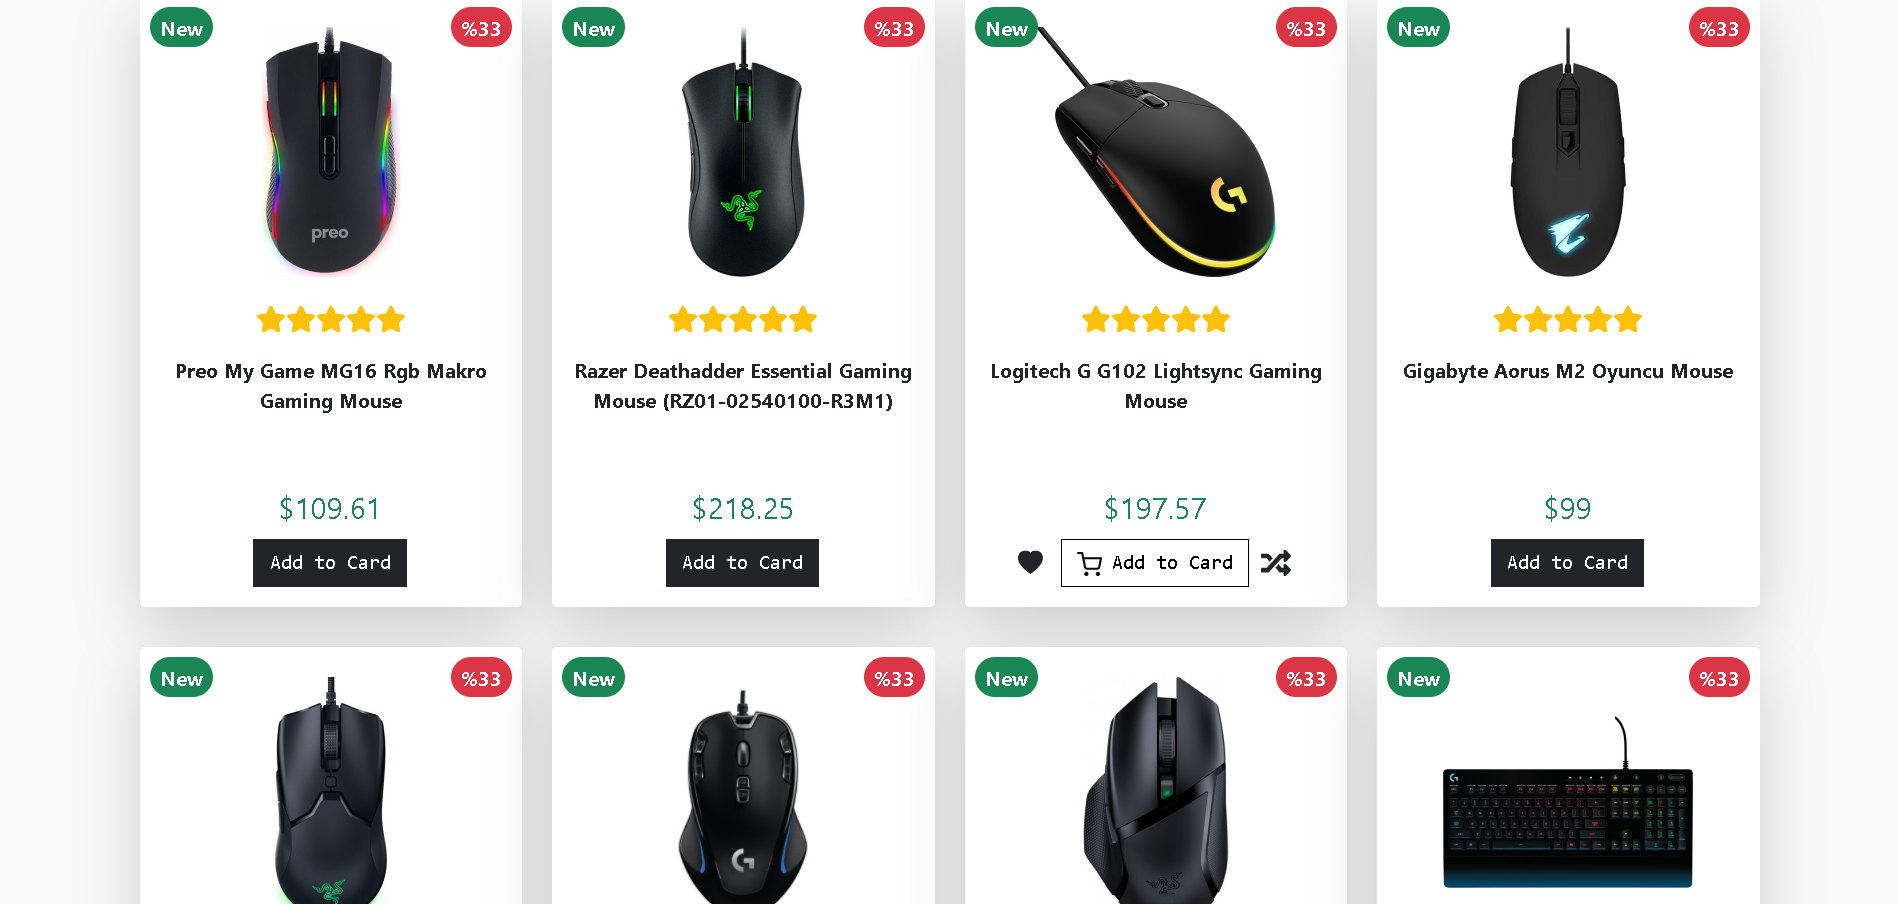 New %33 New %33 New %33 New %33
preo
Preo My Game MG16 Rgb Makro
Gaming Mouse
$109.61
Add to Card
Razer Deathadder Essential Gaming
Mouse (RZ01-02540100-R3M1)
$218.25
Add to Card
Logitech G G102 Lightsync Gaming
Mouse
$197.57
Add to Card
Gigabyte Aorus M2 Oyuncu Mouse
$99
Add to Card
New %33 New %33 New %33 New %33